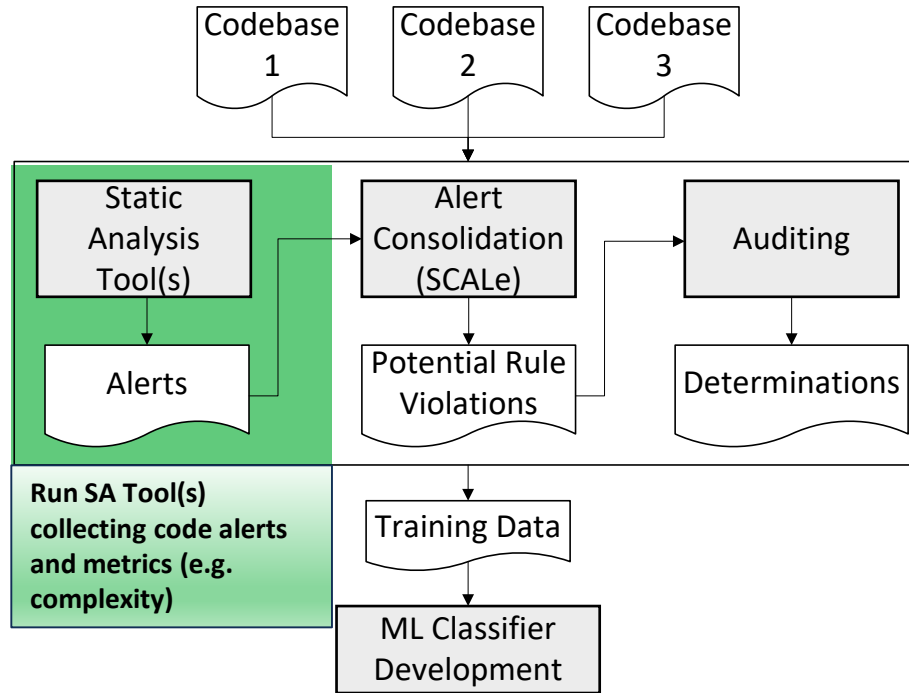 Codebase
1
Codebase
2
Codebase
3
Static
Analysis
Tool(s)
Alert
Consolidation
(SCALe)
Auditing
Alerts
Potential Rule
Violations
Determinations
Run SA Tool(s)
collecting code alerts
and metrics (e.g.
complexity)
Training Data
ML Classifier
Development